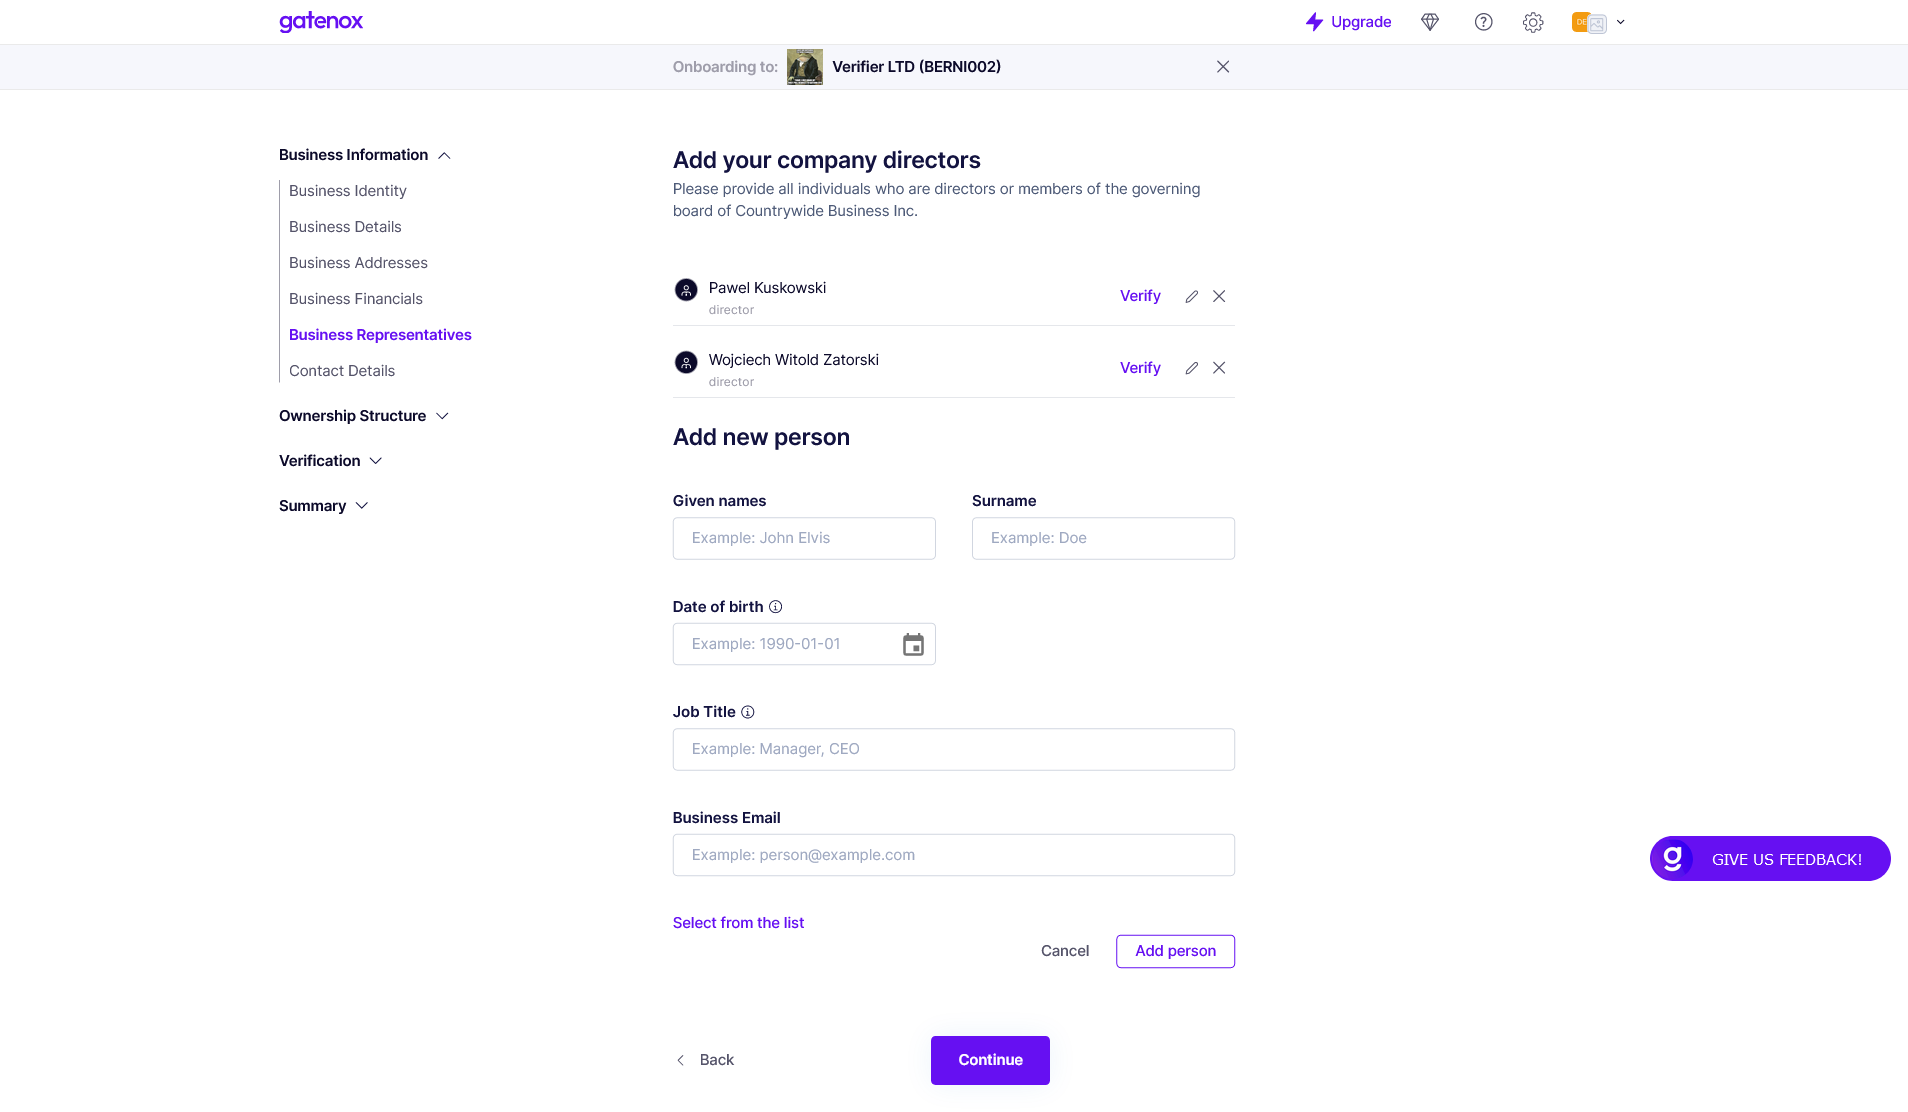 gatenox
Upgrade
DE
Onboarding to: Verifier LTD (BERNI002)
Business Information
Business Identity
Business Details
Business Addresses
Business Financials
Business Representatives
Contact Details
Ownership Structure
Verification
Summary
Add your company directors
Please provide all individuals who are directors or members of the governing
board of Countrywide Business Inc.
Pawel Kuskowski
director
Verify
Wojciech Witold Zatorski
director
Verify
Add new person
Given names
Example: John Elvis
Surname
Example: Doe
Date of birth
Example: 1990-01-01
Job Title
Example: Manager, CEO
Business Email
Example: person@example.com
Select from the list
Cancel
Add person
Back
Continue
g GIVE US FEEDBACK!